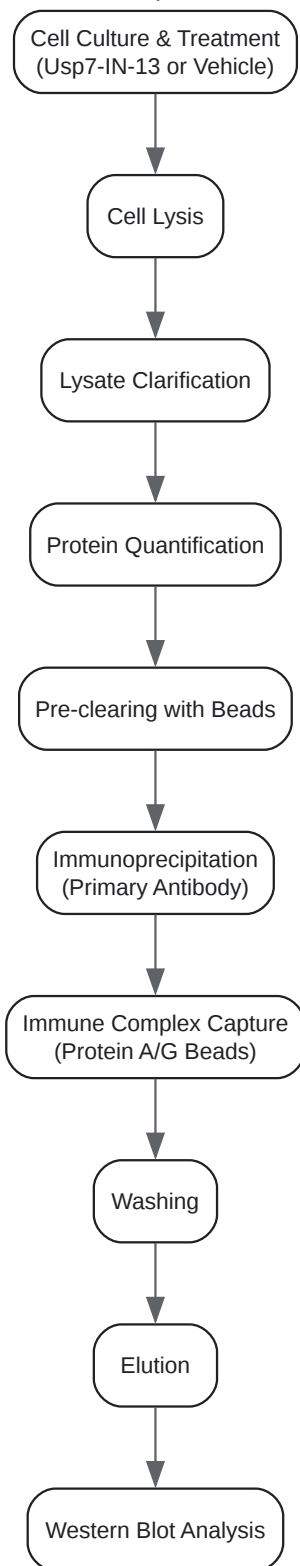 Cell Culture & Treatment
(Usp7-IN-13 or Vehicle)
Cell Lysis
Lysate Clarification
Protein Quantification
Pre-clearing with Beads
Immunoprecipitation
(Primary Antibody)
Immune Complex Capture
(Protein A/G Beads)
Washing
Elution
Western Blot Analysis